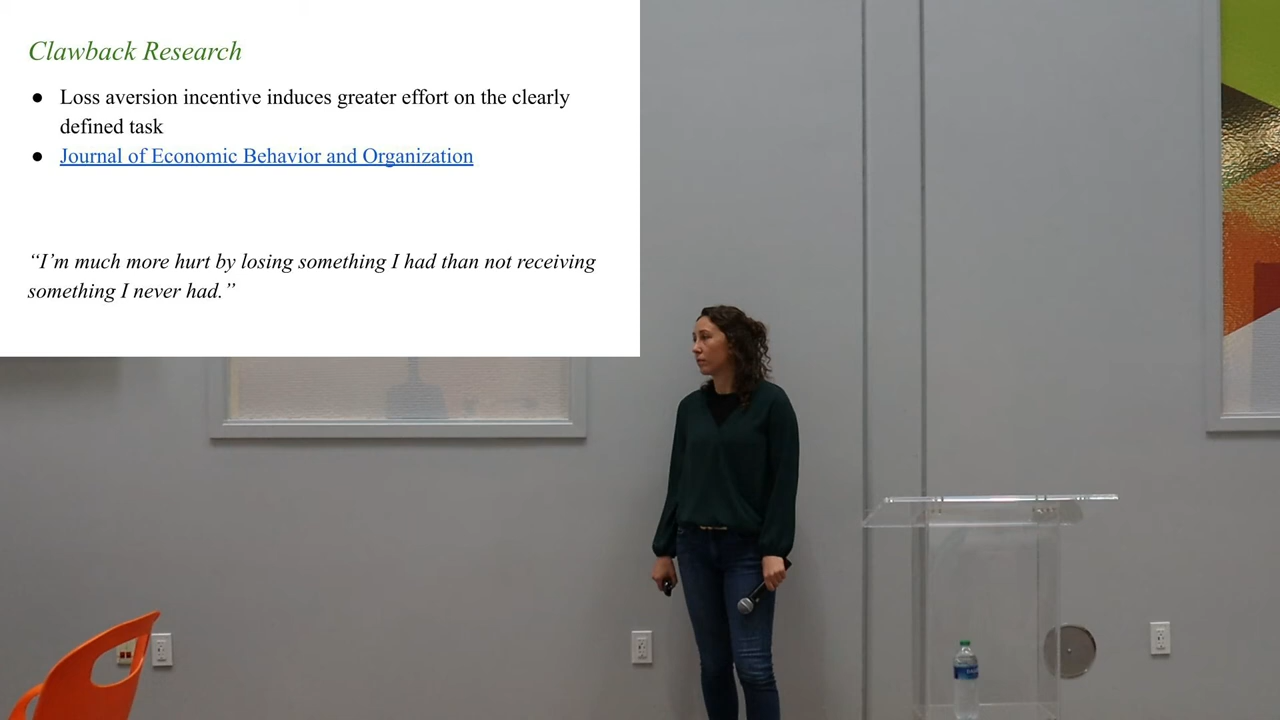 Clawback Research
● Loss aversion incentive induces greater effort on the clearly
defined task
● Journal of Economic Behavior and Organization
“I’m much more hurt by losing something I had than not receiving
something I never had.”